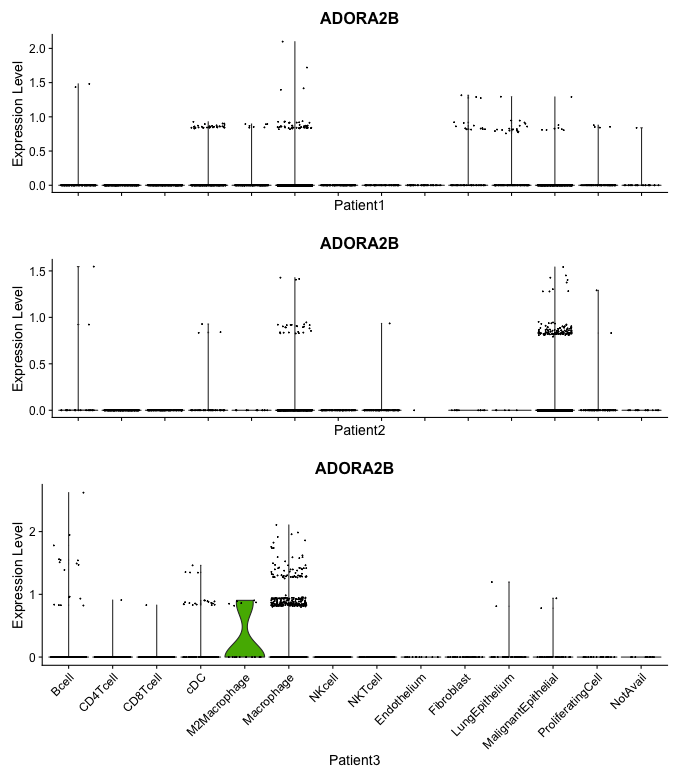 ADORA2B
Expression Level
2.0
1.5
1.0
0.5
0.0
Patient1
ADORA2B
Expression Level
1.5
1.0
0.5
0.0
Patient2
ADORA2B
Expression Level
2
1
0
Bcell
CD4Tcell
CD8Tcell
cDC
M2Macrophage
Macrophage
NKcell
NKTcell
Endothelium
Fibroblast
LungEpithelium
MalignantEpithelial
ProliferatingCell
NotAvail
Patient3